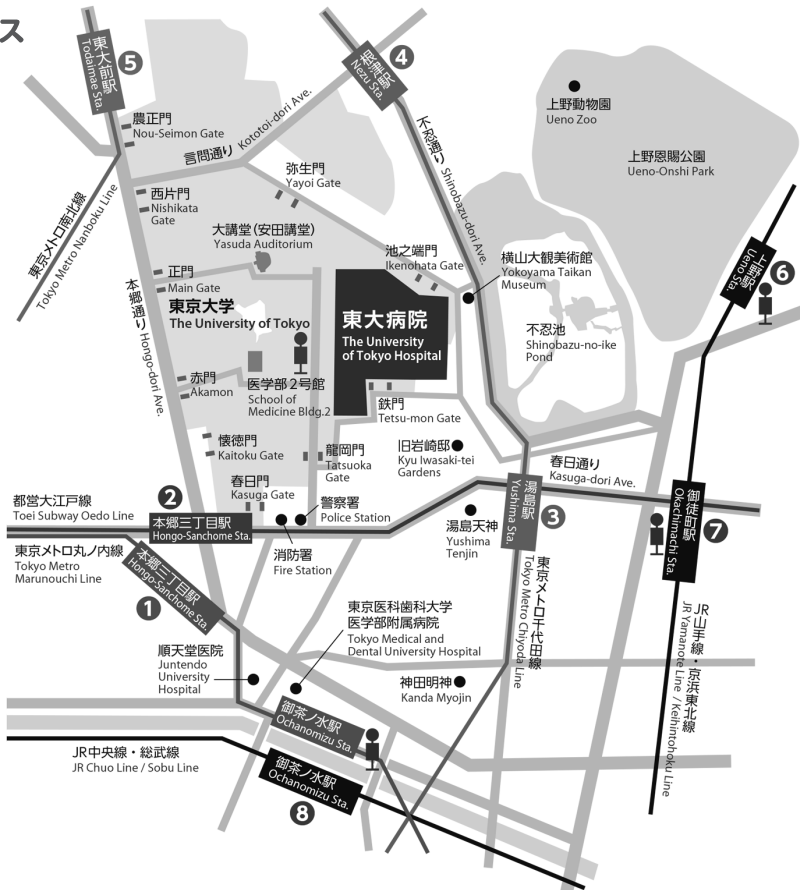 ス
東大前駅
Todaimae Sta.
5
根津駅
Nezu Sta.
4
農正門
Nou-Seimon Gate
言問通り Kototoi-dori Ave.
不忍通り Shinobazu-dori Ave.
上野動物園
Ueno Zoo
上野恩賜公園
Ueno-Onshi Park
弥生門
Yayoi Gate
西片門
Nishikata
Gate
東京メトロ南北線
Tokyo Metro Nanboku Line
大講堂(安田講堂)
Yasuda Auditorium
池之端門
Ikenohata Gate
横山大観美術館
Yokoyama Taikan
Museum
上野駅
Ueno Sta.
6
正門
Main Gate
本郷通り Hongo-dori Ave.
東京大学
The University of Tokyo
東大病院
The University
of Tokyo Hospital
不忍池
Shinobazu-no-ike
Pond
赤門
Akamon
医学部2号館
School of
Medicine Bldg.2
鉄門
Tetsu-mon Gate
懐徳門
Kaitoku Gate
龍岡門
Tatsuoka
Gate
旧岩崎邸
Kyu Iwasaki-tei
Gardens
春日通り
Kasuga-dori Ave.
春日門
Kasuga Gate
2
都営大江戸線
Toei Subway Oedo Line
本郷三丁目駅
Hongo-Sanchome Sta.
警察署
Police Station
湯島天神
Yushima
Tenjin
湯島駅
Yushima Sta.
3
御徒町駅
Okachimachi Sta.
7
東京メトロ丸ノ内線
Tokyo Metro
Marunouchi Line
本郷三丁目駅
Hongo-Sanchome Sta.
1
消防署
Fire Station
東京メトロ千代田線
Tokyo Metro Chiyoda Line
東京医科歯科大学
医学部附属病院
Tokyo Medical and
Dental University Hospital
JR山手線・京浜東北線
JR Yamanote Line / Keihintohoku Line
順天堂医院
Juntendo
University
Hospital
神田明神
Kanda Myojin
御茶ノ水駅
Ochanomizu Sta.
JR中央線・総武線
JR Chuo Line / Sobu Line
御茶ノ水駅
Ochanomizu Sta.
8